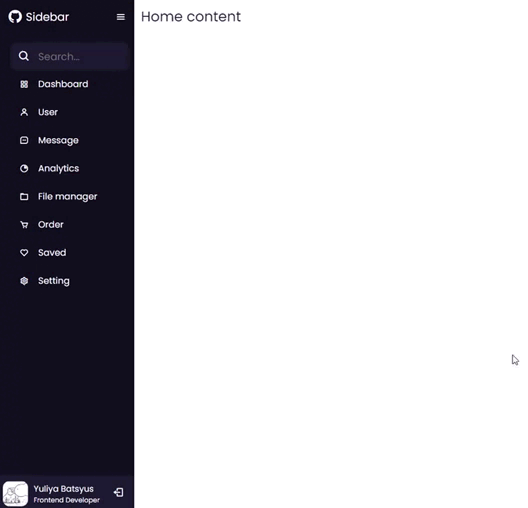 Sidebar
Search...
Dashboard
User
Message
Analytics
File manager
Order
Saved
Setting
Yuliya Batsyus
Frontend Developer
Home content